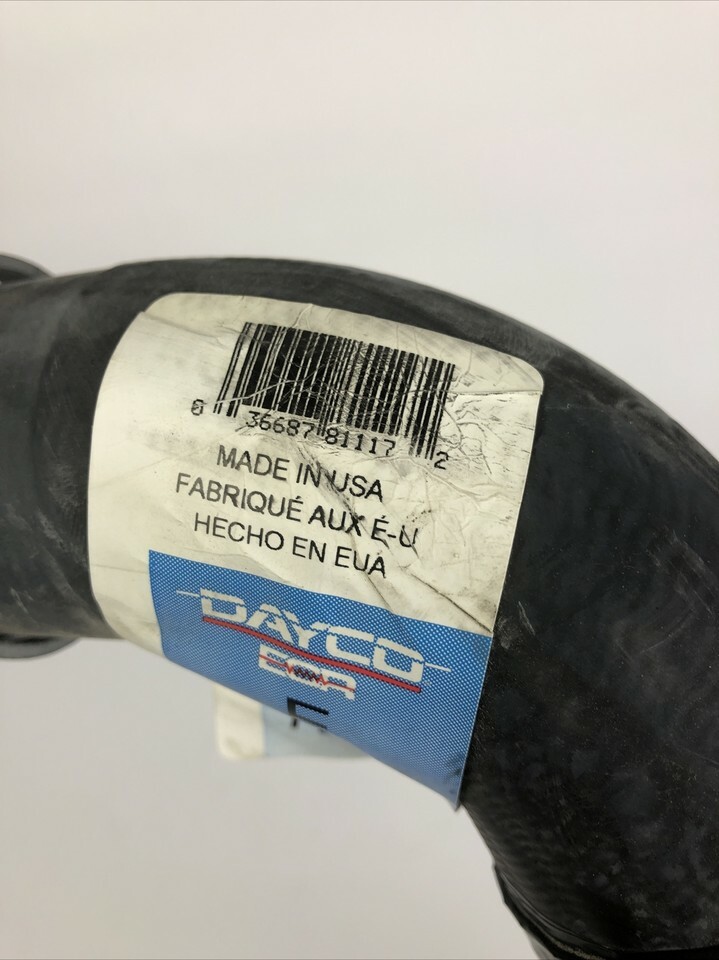 0 36687 81117 2
MADE IN USA
FABRIQUÉ AUX É-U
HECHO EN EUA
DAYCO